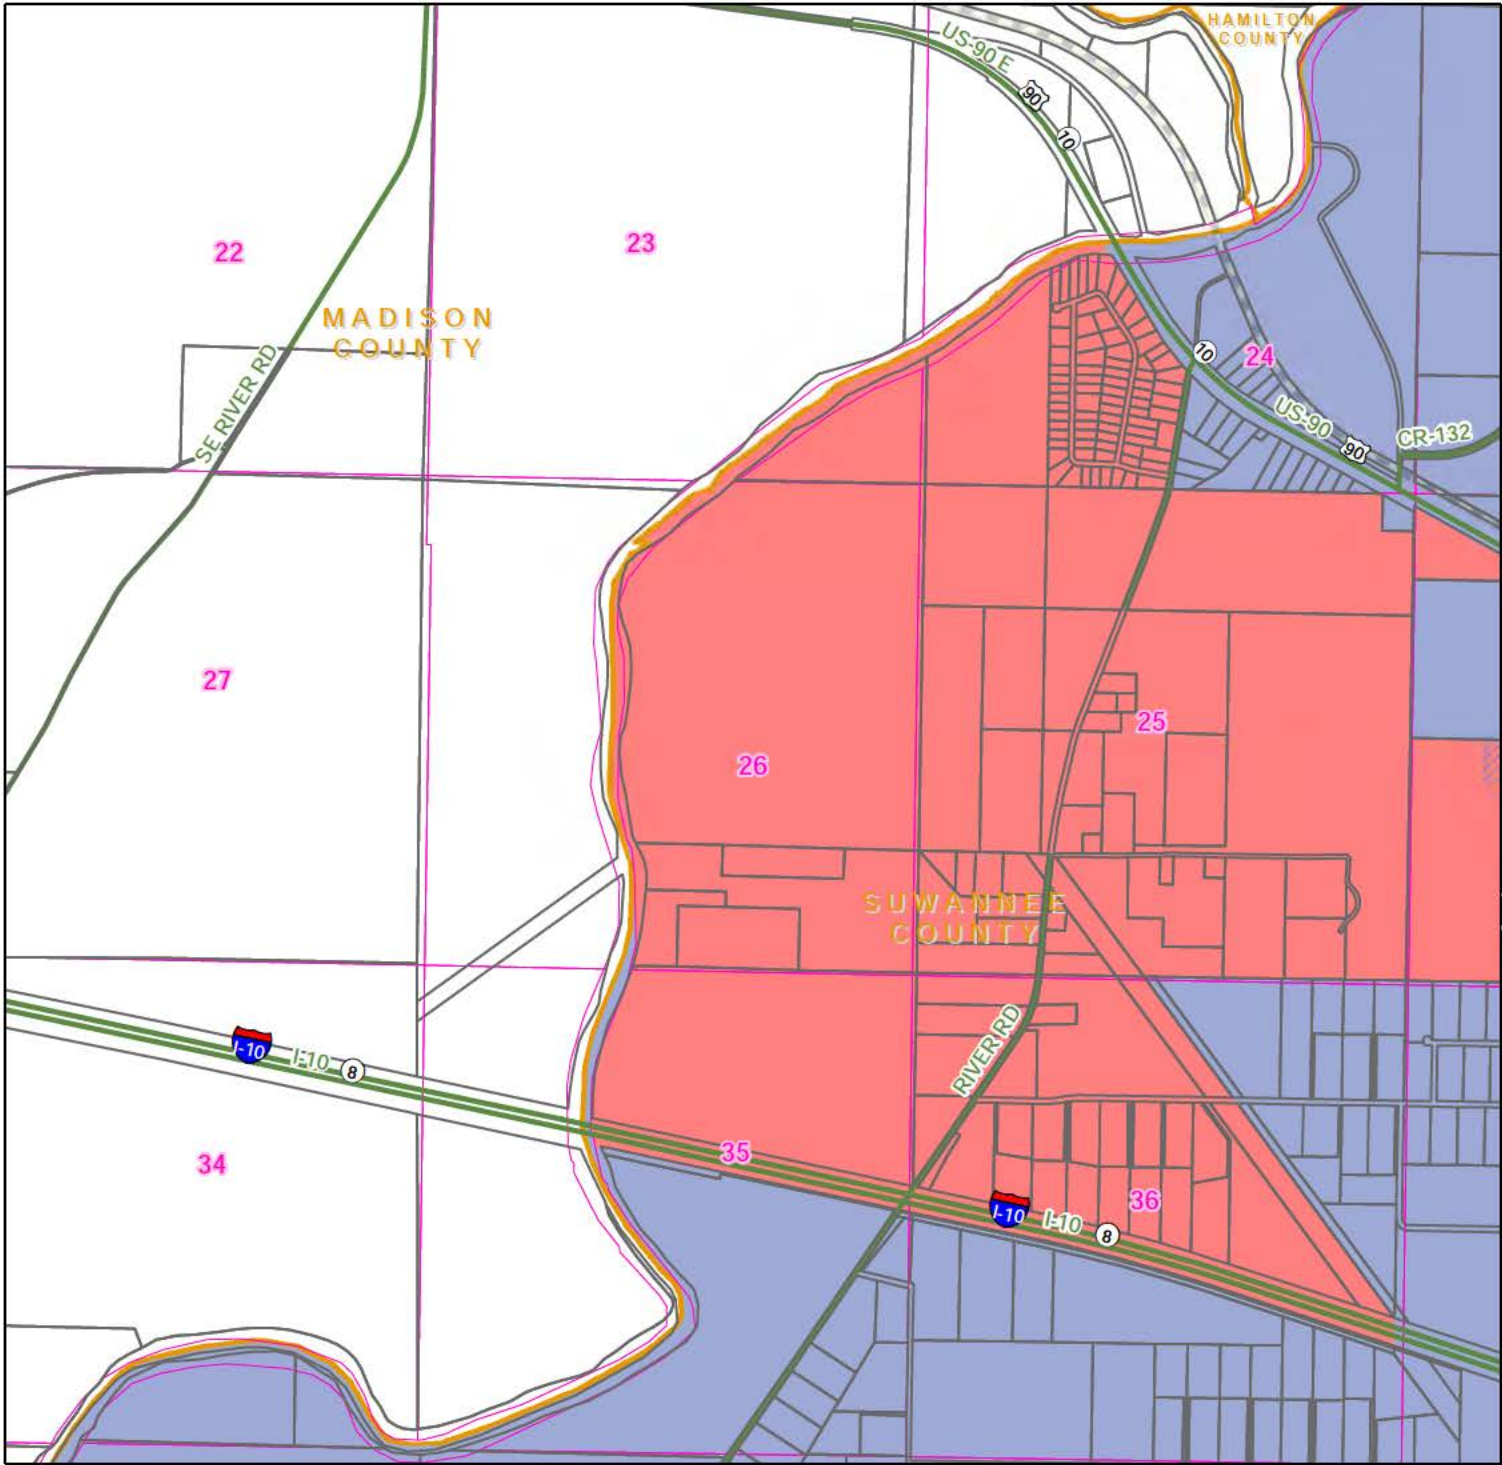 HAMILTON
COUNTY
US-90 E
90
10
22
23
MADISON
COUNTY
SE RIVER RD
10
24
US-90
90
CR-132
27
25
26
SUWANNEE
COUNTY
I-10
I-10
8
RIVER RD
34
35
36
I-10
I-10
8